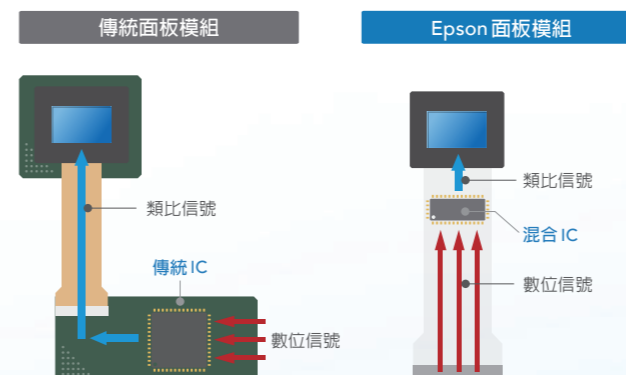 傳統面板模組
Epson 面板模組
類比信號
傳統 IC
數位信號
類比信號
混合 IC
數位信號